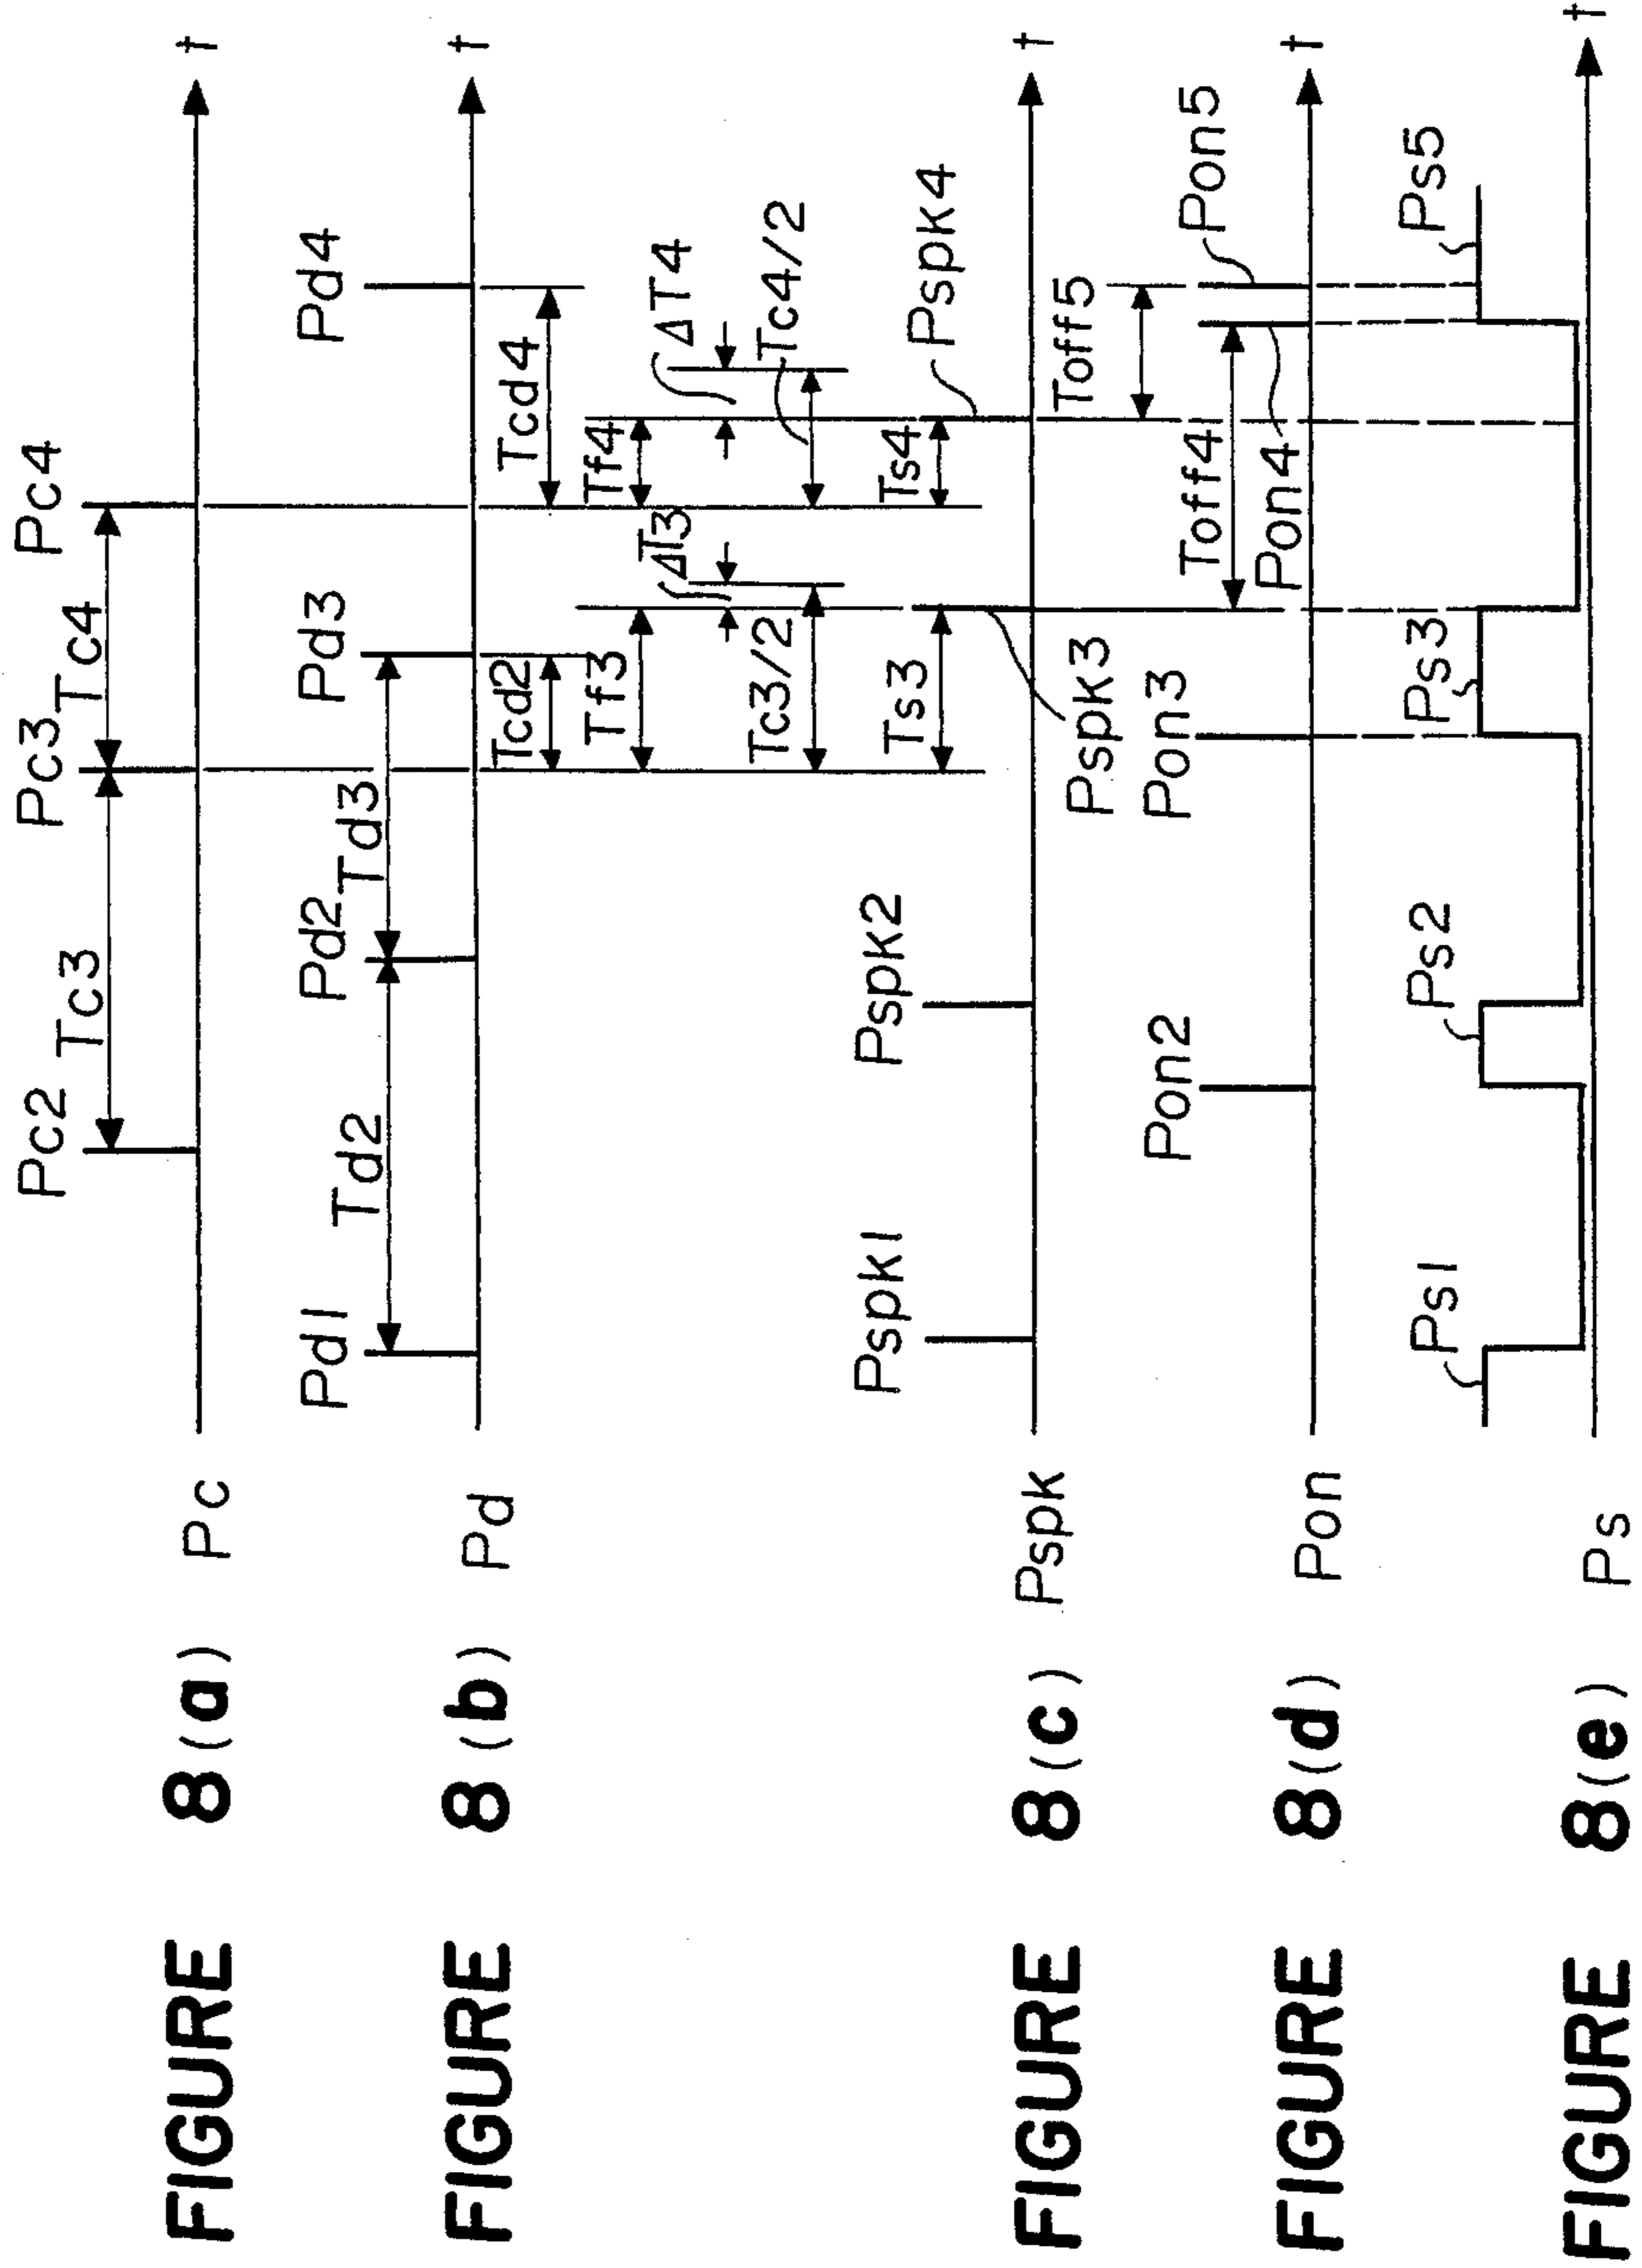 Pc2 Pc3 Pc4
Tc3 Tc4
FIGURE 8(a) Pc t
Pd1 Pd2 Pd3 Pd4
Td2 Td3
FIGURE 8(b) Pd t
Tcd2 Tcd4
Tf3 Tf4
ΔT3 ΔT4
Tc3/2 Tc4/2
Ts3 Ts4
Pspk1 Pspk2 Pspk4
FIGURE 8(c) Pspk t
Pspk3 Toff5
Pon2 Pon3 Toff4 Pon5
Pon4
FIGURE 8(d) Pon t
Ps1 Ps2 Ps3 Ps5
FIGURE 8(e) Ps t